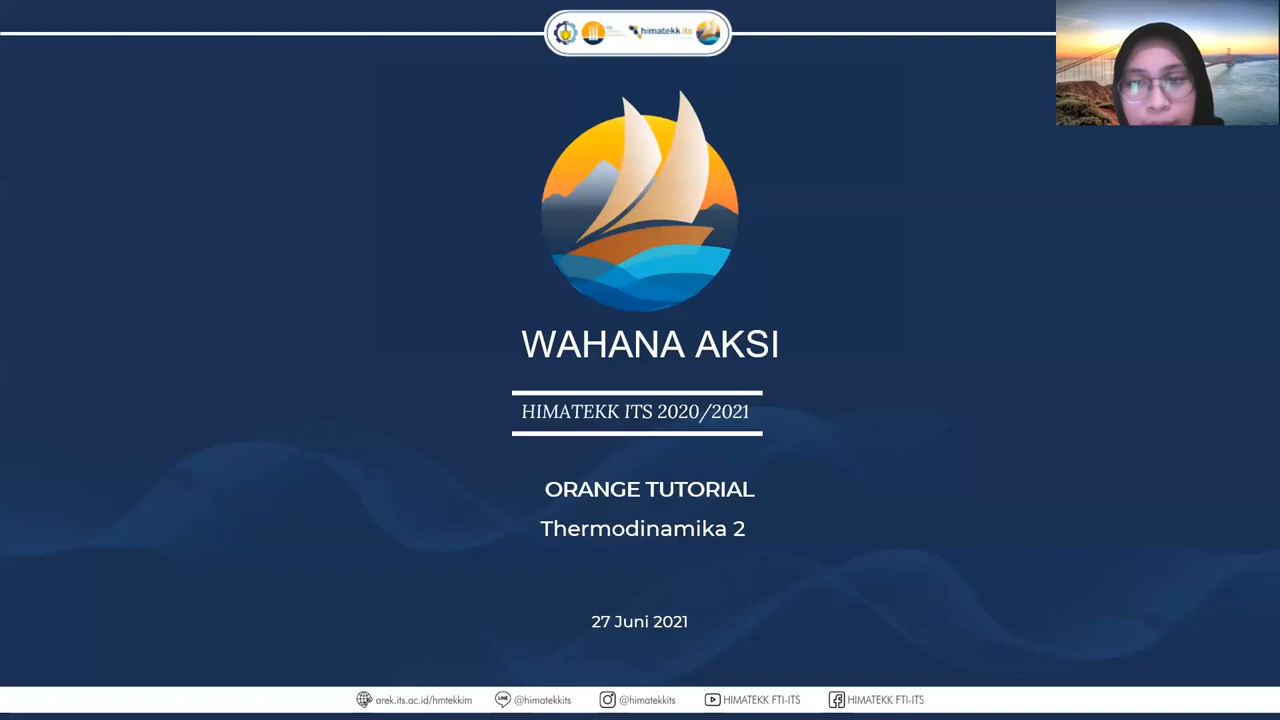 himatekk its
WAHANA AKSI
HIMATEKK ITS 2020/2021
ORANGE TUTORIAL
Thermodinamika 2
27 Juni 2021
arek.its.ac.id/hmtekkim
LINE
@himatekkits
@himatekkits
HIMATEKK FTI-ITS
HIMATEKK FTI-ITS